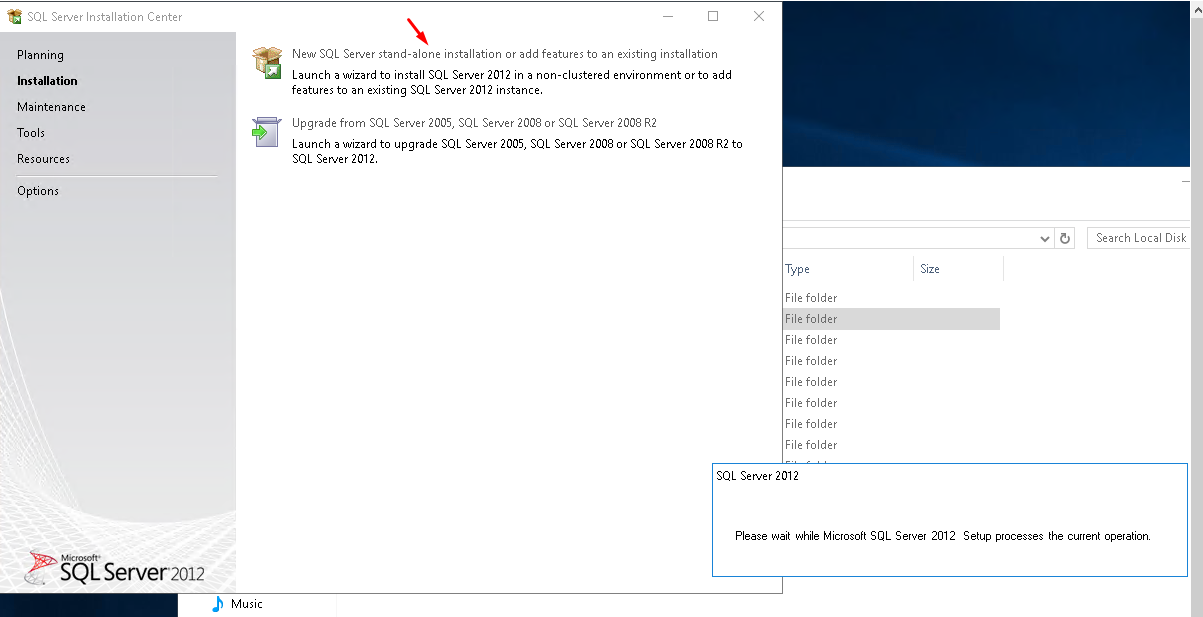 SQL Server Installation Center
Planning
Installation
Maintenance
Tools
Resources
Options
New SQL Server stand-alone installation or add features to an existing installation
Launch a wizard to install SQL Server 2012 in a non-clustered environment or to add
features to an existing SQL Server 2012 instance.
Upgrade from SQL Server 2005, SQL Server 2008 or SQL Server 2008 R2
Launch a wizard to upgrade SQL Server 2005, SQL Server 2008 or SQL Server 2008 R2 to
SQL Server 2012.
Microsoft®
SQL Server® 2012
Search Local Disk
Type Size
File folder
File folder
File folder
File folder
File folder
File folder
File folder
File folder
SQL Server 2012
Please wait while Microsoft SQL Server 2012 Setup processes the current operation.
Music